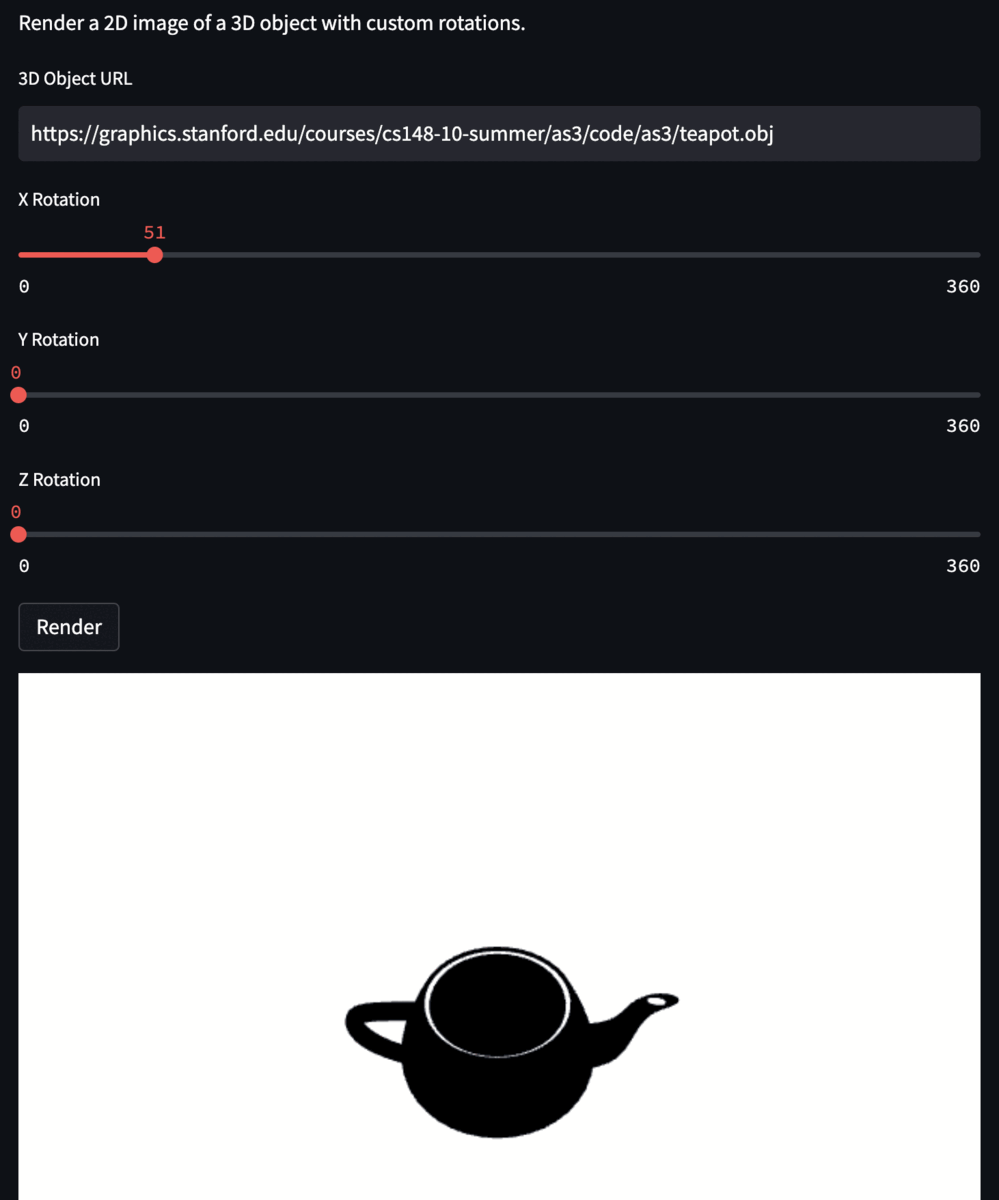 Render a 2D image of a 3D object with custom rotations.
3D Object URL
https://graphics.stanford.edu/courses/cs148-10-summer/as3/code/as3/teapot.obj
X Rotation
51
0 360
Y Rotation
0
0 360
Z Rotation
0
0 360
Render